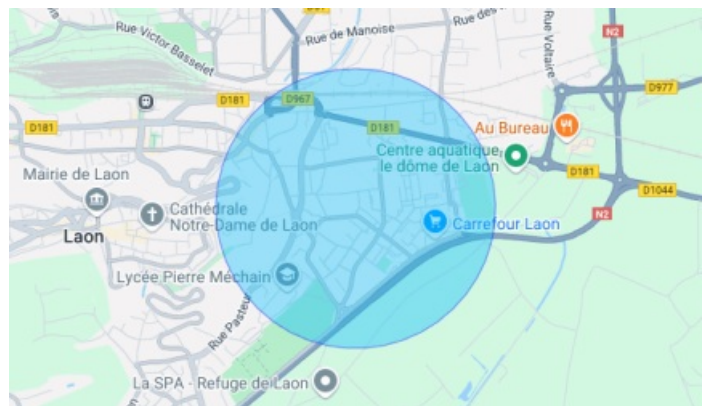 Rue Victor Basselet
Rue de Manoise
N2
Rue Voltaire
D977
D181
D967
D181
D181
Au Bureau
Centre aquatique,
le dôme de Laon
D181
D1044
Mairie de Laon
Cathédrale
Notre-Dame de Laon
N2
Laon
Carrefour Laon
Lycée Pierre Méchain
Rue Pasteur
La SPA - Refuge de Laon